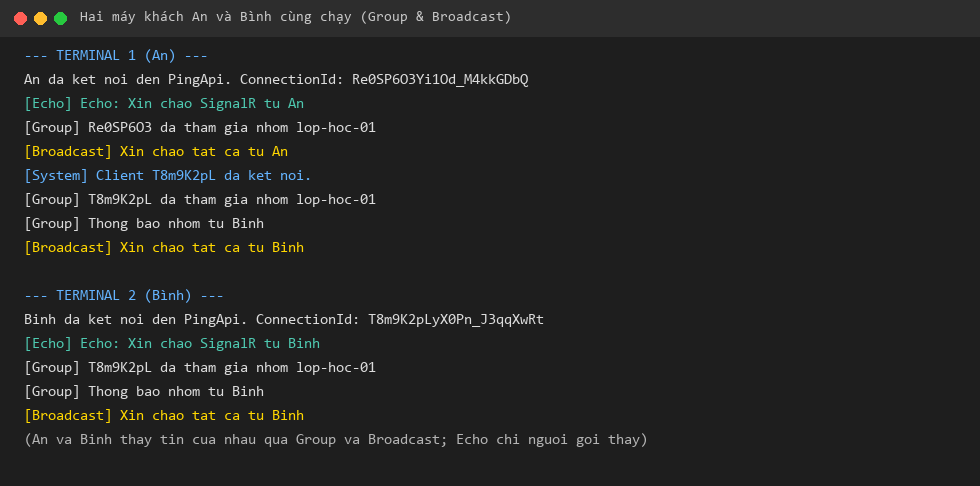 Hai máy khách An và Bình cùng chạy (Group & Broadcast)
--- TERMINAL 1 (An) ---
An da ket noi den PingApi. ConnectionId: Re0SP6O3Yi1Od_M4kkGDbQ
[Echo] Echo: Xin chao SignalR tu An
[Group] Re0SP6O3 da tham gia nhom lop-hoc-01
[Broadcast] Xin chao tat ca tu An
[System] Client T8m9K2pL da ket noi.
[Group] T8m9K2pL da tham gia nhom lop-hoc-01
[Group] Thong bao nhom tu Binh
[Broadcast] Xin chao tat ca tu Binh
--- TERMINAL 2 (Bình) ---
Binh da ket noi den PingApi. ConnectionId: T8m9K2pLyX0Pn_J3qqXwRt
[Echo] Echo: Xin chao SignalR tu Binh
[Group] T8m9K2pL da tham gia nhom lop-hoc-01
[Group] Thong bao nhom tu Binh
[Broadcast] Xin chao tat ca tu Binh
(An va Binh thay tin cua nhau qua Group va Broadcast; Echo chi nguoi goi thay)